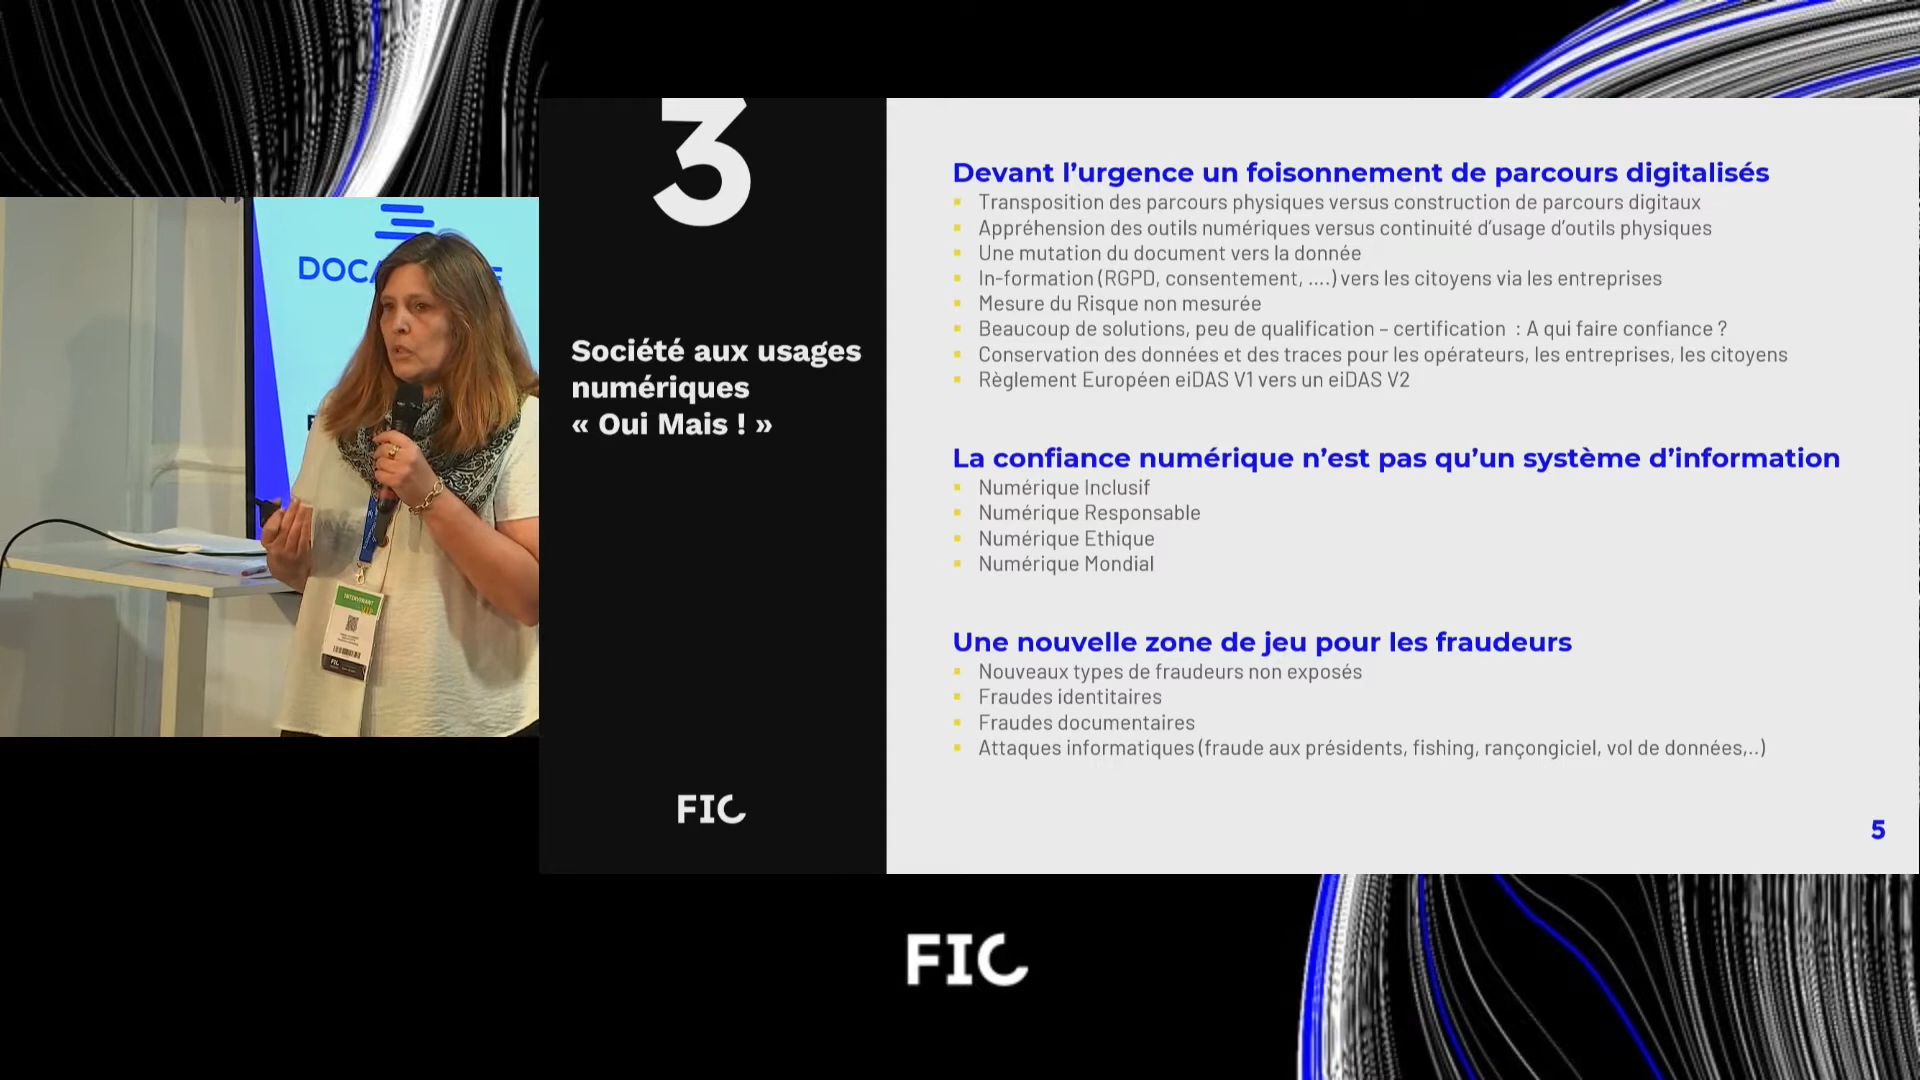 3
Société aux usages
numériques
« Oui Mais ! »
FIC
Devant l’urgence un foisonnement de parcours digitalisés
Transposition des parcours physiques versus construction de parcours digitaux
Appréhension des outils numériques versus continuité d’usage d’outils physiques
Une mutation du document vers la donnée
In-formation (RGPD, consentement, ….) vers les citoyens via les entreprises
Mesure du Risque non mesurée
Beaucoup de solutions, peu de qualification – certification  : A qui faire confiance ?
Conservation des données et des traces pour les opérateurs, les entreprises, les citoyens
Règlement Européen eiDAS V1 vers un eiDAS V2
La confiance numérique n’est pas qu’un système d’information
Numérique Inclusif
Numérique Responsable
Numérique Ethique
Numérique Mondial
Une nouvelle zone de jeu pour les fraudeurs
Nouveaux types de fraudeurs non exposés
Fraudes identitaires
Fraudes documentaires
Attaques informatiques (fraude aux présidents, fishing, rançongiciel, vol de données,..)
5
INTERVENANT
VIP
FIC
FIC